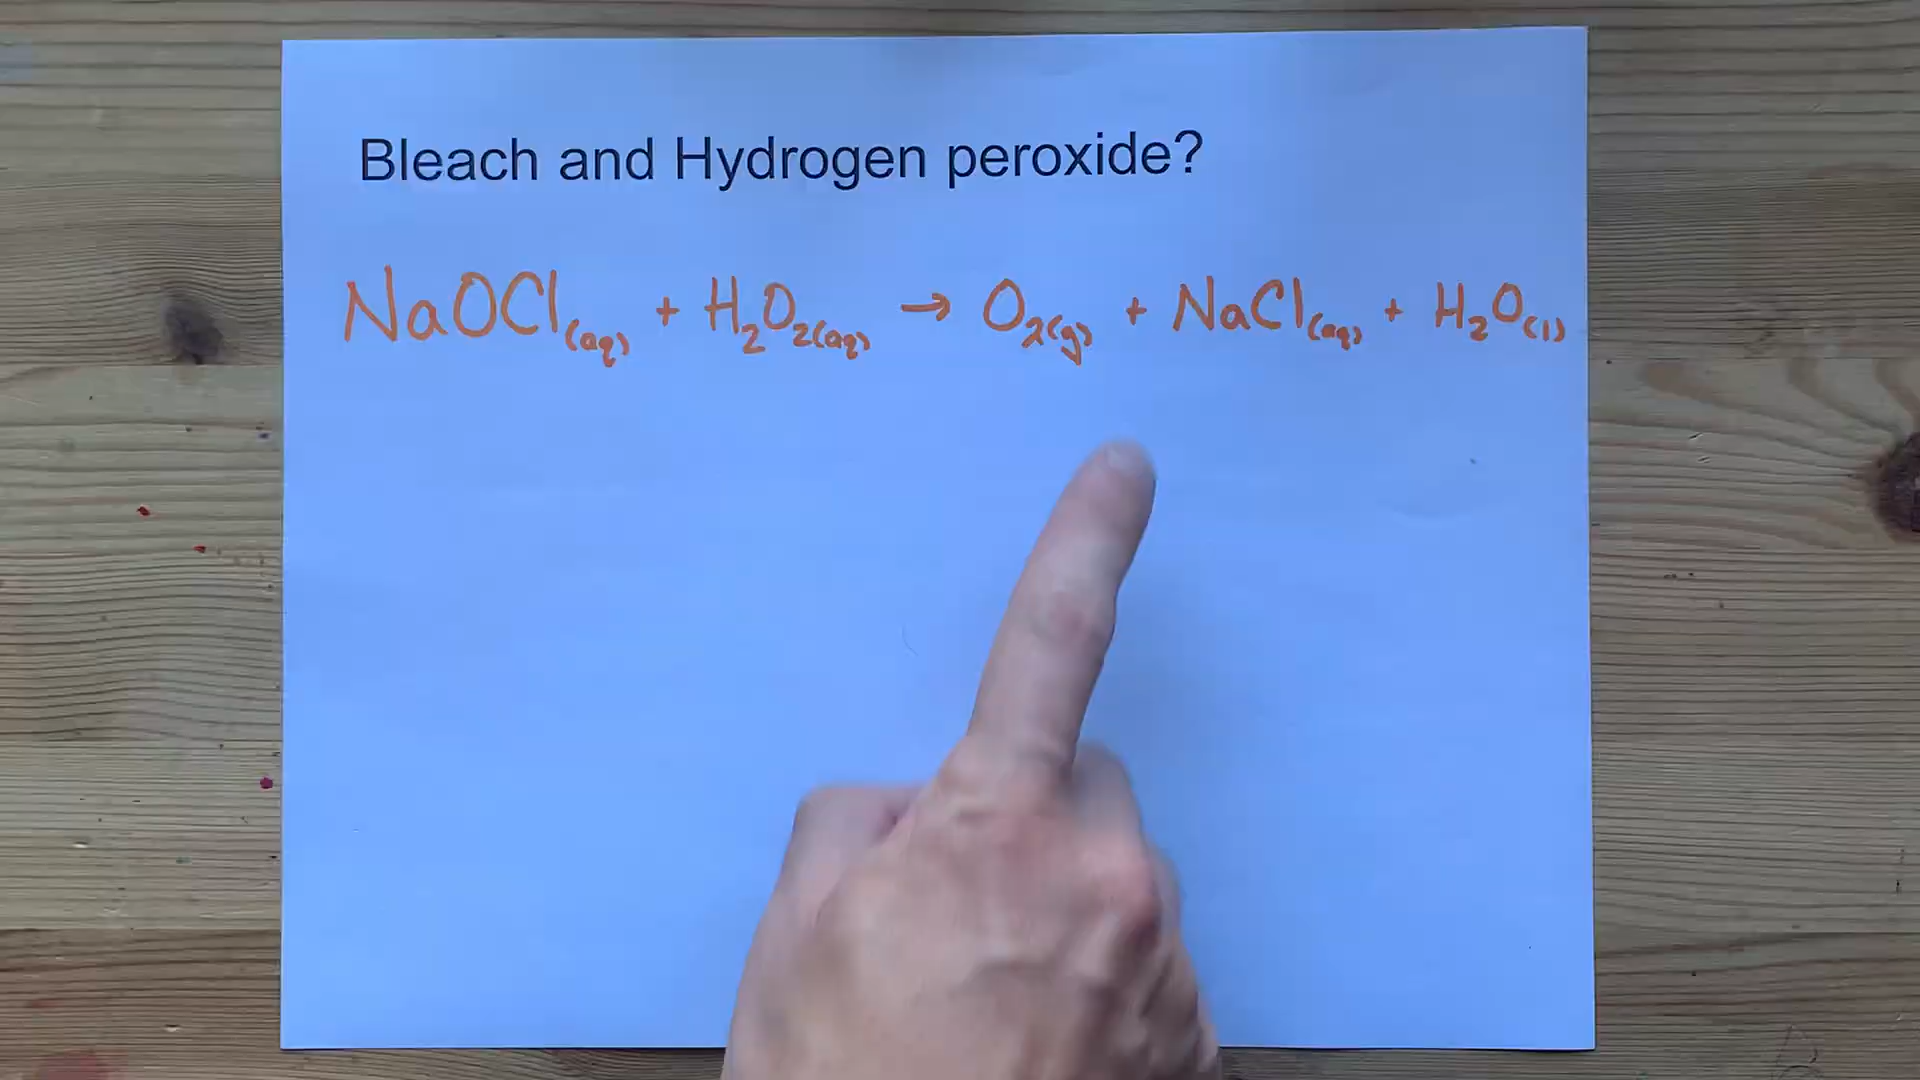 Bleach and Hydrogen peroxide?
NaOCl(aq) + H₂O₂(aq) → O₂(g) + NaCl(aq) + H₂O(l)